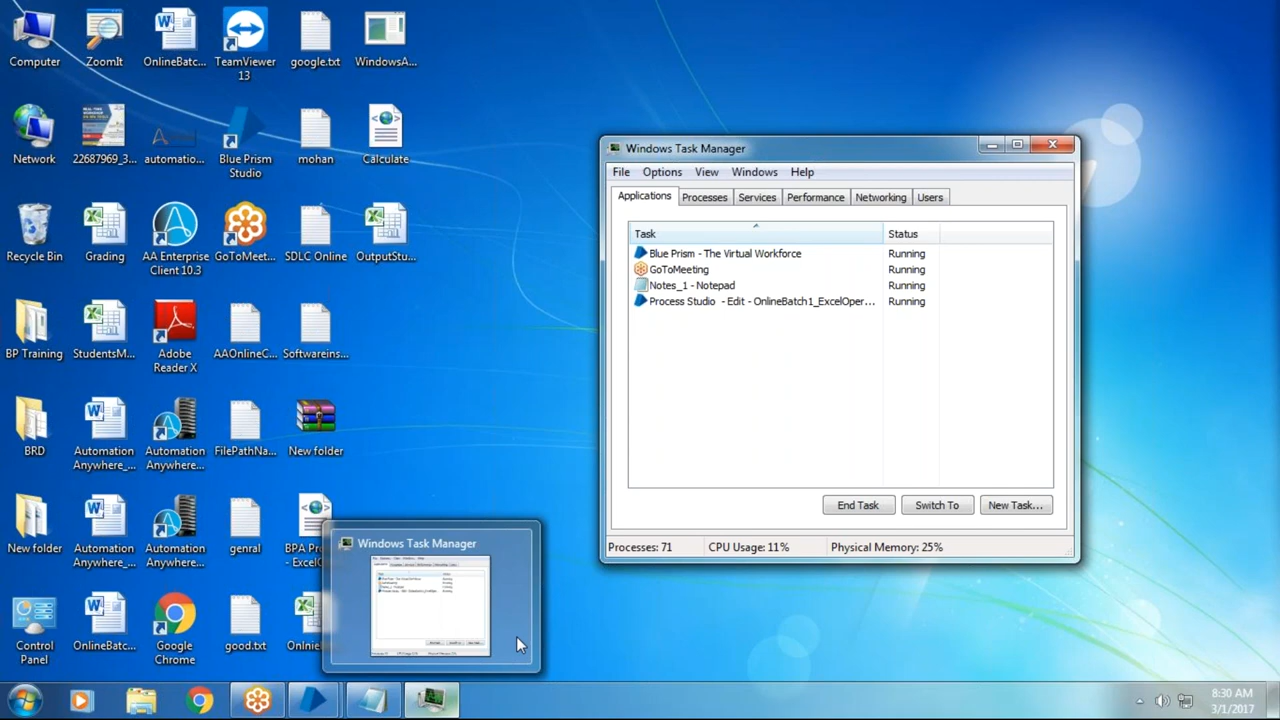 Computer
ZoomIt
OnlineBatc...
TeamViewer
13
google.txt
WindowsA...
Network
22687969_3...
automatio...
Blue Prism
Studio
mohan
Calculate
Recycle Bin
Grading
AA Enterprise
Client 10.3
GoToMeet...
SDLC Online
OutputStu...
BP Training
StudentsM...
Adobe
Reader X
AAOnlineC...
Softwareins...
BRD
Automation
Anywhere_...
Automation
Anywhere...
FilePathNa...
New folder
New folder
Automation
Anywhere_...
Automation
Anywhere...
genral
BPA Pr
- ExcelO
Control
Panel
OnlineBatc...
Google
Chrome
good.txt
Onlnie
Windows Task Manager
File Options View Windows Help
Applications Processes Services Performance Networking Users
Task Status
Blue Prism - The Virtual Workforce Running
GoToMeeting Running
Notes_1 - Notepad Running
Process Studio - Edit - OnlineBatch1_ExcelOper... Running
End Task Switch To New Task...
Processes: 71 CPU Usage: 11% Physical Memory: 25%
Windows Task Manager
8:30 AM
3/1/2017